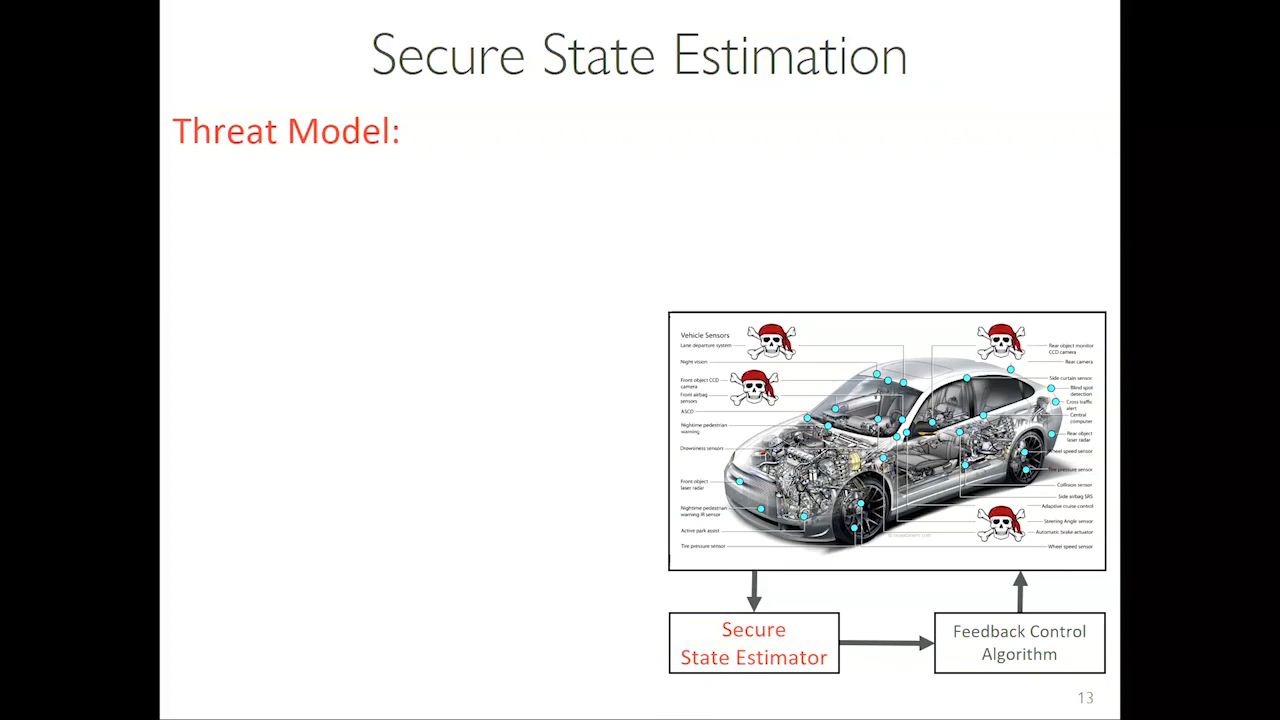 Secure State Estimation
Threat Model:
Vehicle Sensors
Lane departure system
Night vision
Front object CCD
camera
Front airbag
sensors
ASCD
Nighttime pedestrian
warning
Drowsiness sensors
Front object
laser radar
Nighttime pedestrian
warning IR sensor
Active park assist
Tire pressure sensor
Rear object monitor
CCD camera
Rear camera
Side curtain sensor
Blind spot
detection
Cross traffic
alert
Central
computer
Rear object
laser radar
Wheel speed sensor
Tire pressure sensor
Collision sensor
Side airbag SRS
Adaptive cruise control
Steering Angle sensor
Automatic brake actuator
Wheel speed sensor
Secure
State Estimator
Feedback Control
Algorithm
13